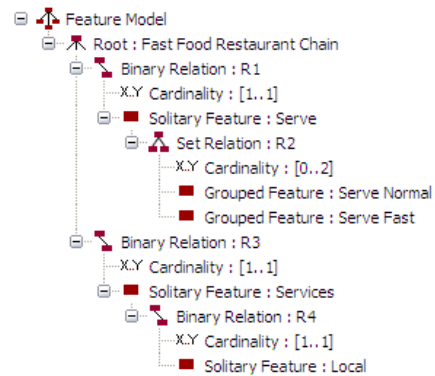 Feature Model
Root : Fast Food Restaurant Chain
Binary Relation : R1
X..Y Cardinality : [1..1]
Solitary Feature : Serve
Set Relation : R2
X..Y Cardinality : [0..2]
Grouped Feature : Serve Normal
Grouped Feature : Serve Fast
Binary Relation : R3
X..Y Cardinality : [1..1]
Solitary Feature : Services
Binary Relation : R4
X..Y Cardinality : [1..1]
Solitary Feature : Local